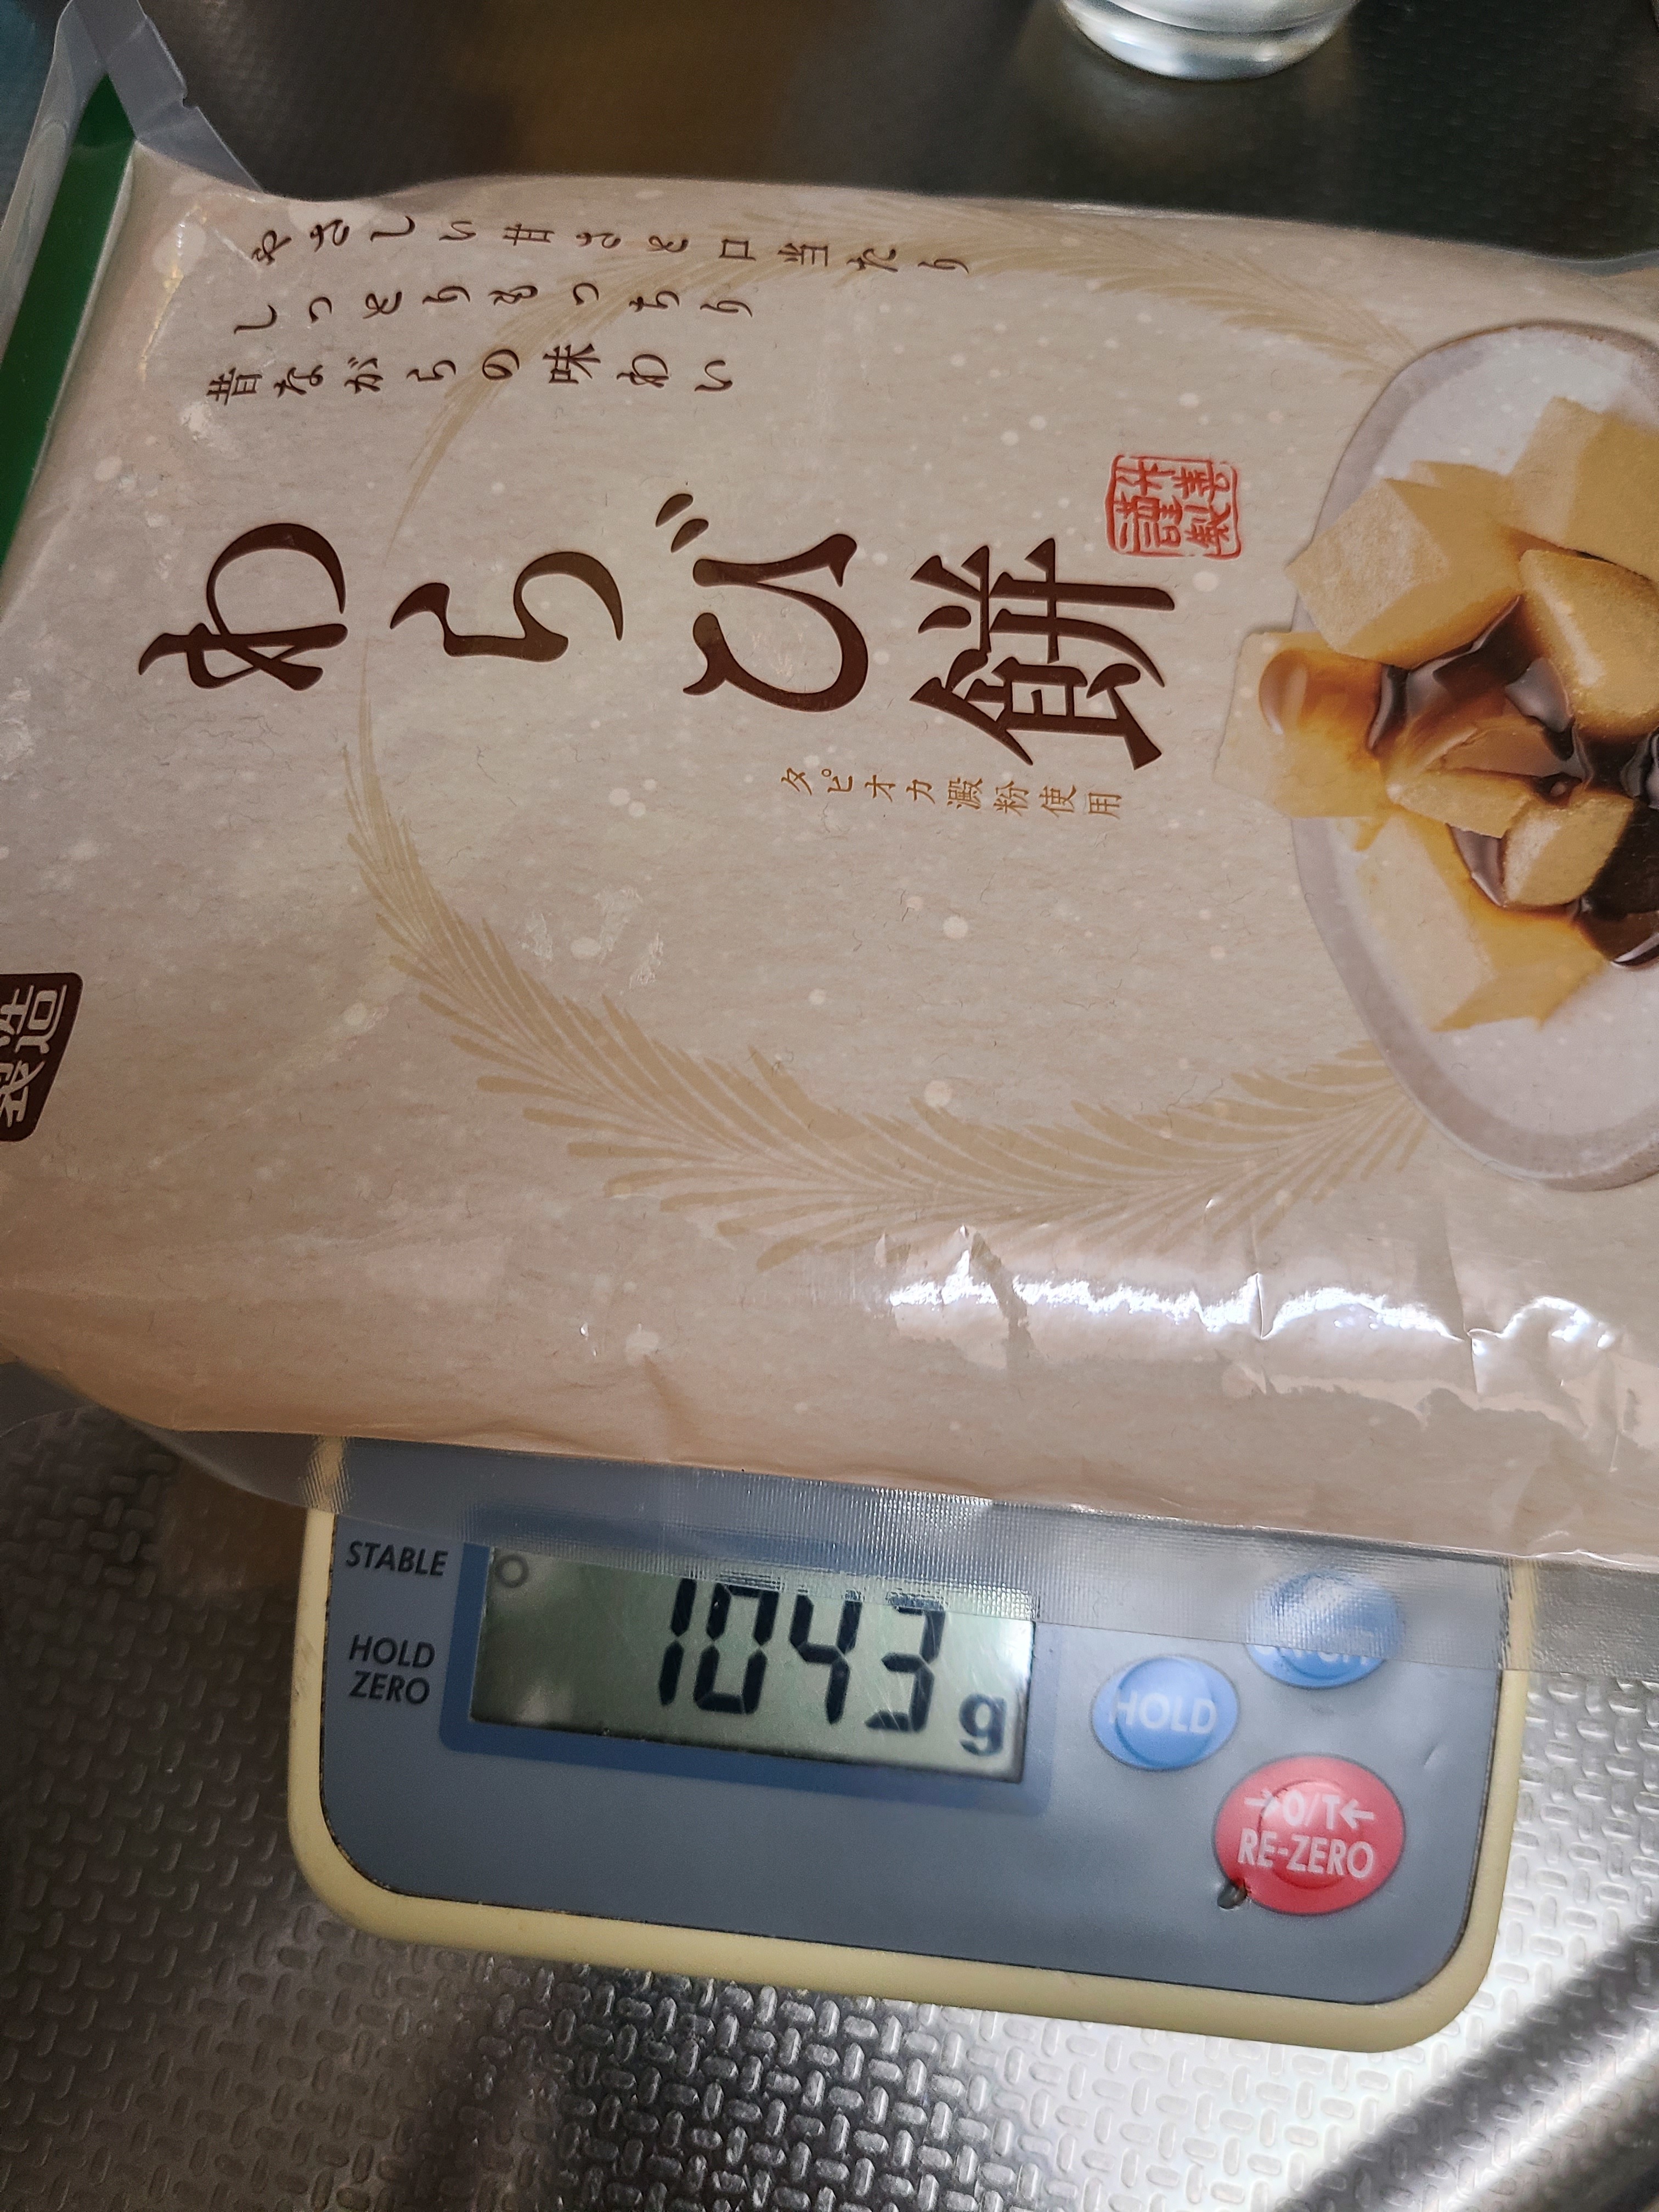 わらび餅
タピオカ澱粉使用
謹製
やさしい甘さと口当たり
しっとりもっちり
昔ながらの味わい
製造
STABLE
HOLD
ZERO
1043 g
HOLD
→0/T←
RE-ZERO